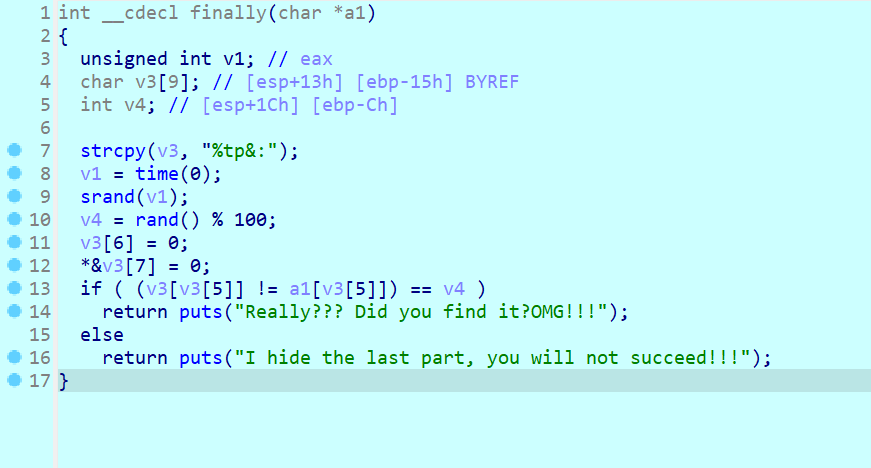 1 int __cdecl finally(char *a1)
2 {
3   unsigned int v1; // eax
4   char v3[9]; // [esp+13h] [ebp-15h] BYREF
5   int v4; // [esp+1Ch] [ebp-Ch]
6
7   strcpy(v3, "%tp&:");
8   v1 = time(0);
9   srand(v1);
10   v4 = rand() % 100;
11   v3[6] = 0;
12   *&v3[7] = 0;
13   if ( (v3[v3[5]] != a1[v3[5]]) == v4 )
14     return puts("Really??? Did you find it?OMG!!!");
15   else
16     return puts("I hide the last part, you will not succeed!!!");
17 }